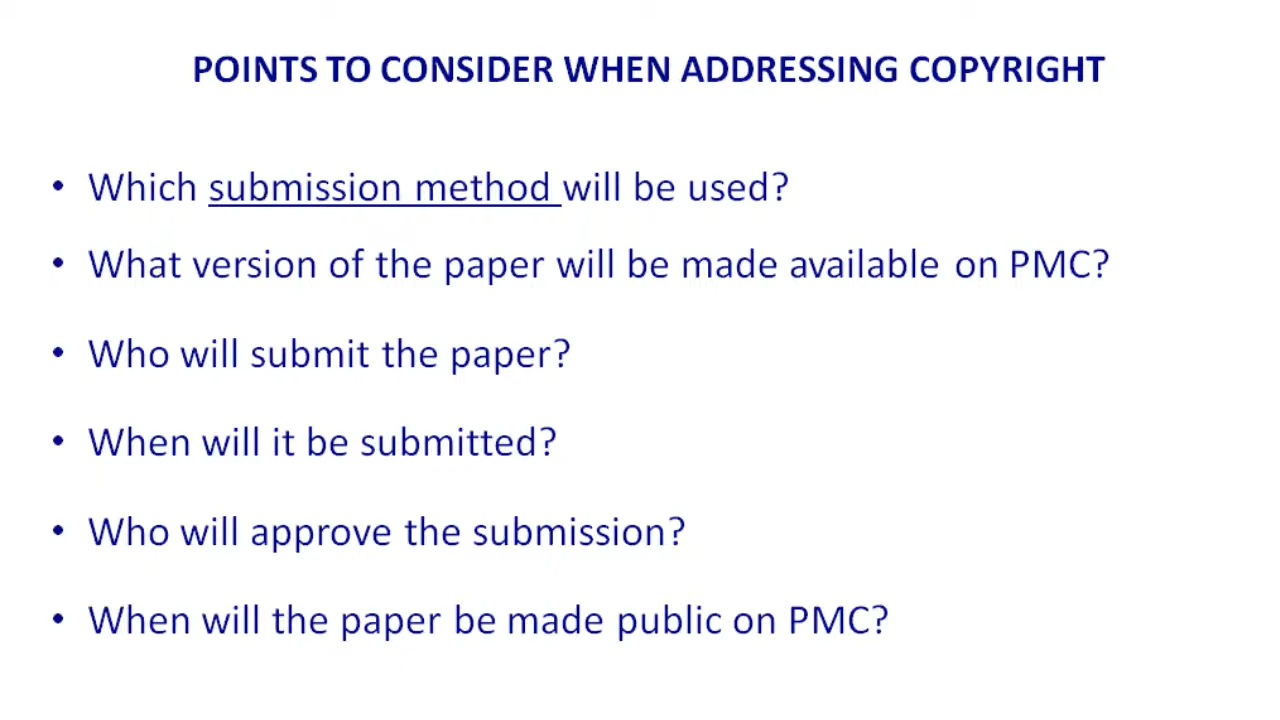 POINTS TO CONSIDER WHEN ADDRESSING COPYRIGHT
• Which submission method will be used?
• What version of the paper will be made available on PMC?
• Who will submit the paper?
• When will it be submitted?
• Who will approve the submission?
• When will the paper be made public on PMC?